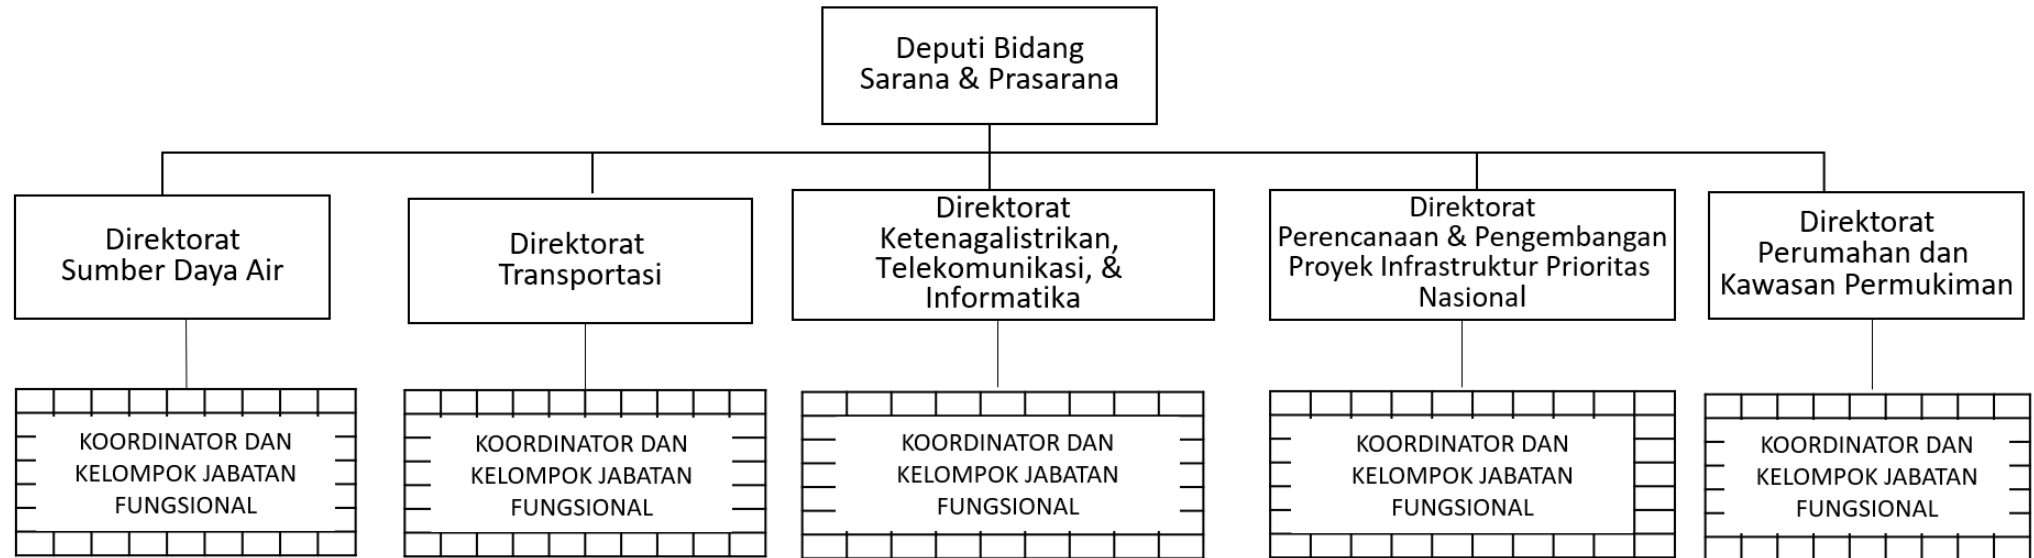 Deputi Bidang
Sarana & Prasarana
Direktorat
Sumber Daya Air
Direktorat
Transportasi
Direktorat
Ketenagalistrikan,
Telekomunikasi, &
Informatika
Direktorat
Perencanaan & Pengembangan
Proyek Infrastruktur Prioritas
Nasional
Direktorat
Perumahan dan
Kawasan Permukiman
KOORDINATOR DAN
KELOMPOK JABATAN
FUNGSIONAL
KOORDINATOR DAN
KELOMPOK JABATAN
FUNGSIONAL
KOORDINATOR DAN
KELOMPOK JABATAN
FUNGSIONAL
KOORDINATOR DAN
KELOMPOK JABATAN
FUNGSIONAL
KOORDINATOR DAN
KELOMPOK JABATAN
FUNGSIONAL